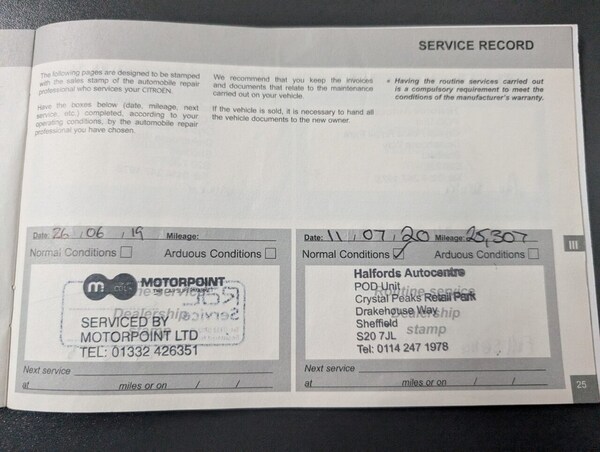 SERVICE RECORD
The following pages are designed to be stamped
with the sales stamp of the automobile repair
professional who services your CITROËN.
Have the boxes below (date, mileage, next
service, etc.) completed, according to your
operating conditions, by the automobile repair
professional you have chosen.
We recommend that you keep the invoices
and documents that relate to the maintenance
carried out on your vehicle.
If the vehicle is sold, it is necessary to hand all
the vehicle documents to the new owner.
Having the routine services carried out
is a compulsory requirement to meet the
conditions of the manufacturer's warranty.
Date: 26 / 06 / 19 Mileage:
Normal Conditions Arduous Conditions
m MOTORPOINT
Dealership
SERVICED BY
MOTORPOINT LTD
TEL: 01332 426351
Next service
at miles or on / /
Date: 11 / 07 / 20 Mileage: 25,307
Normal Conditions Arduous Conditions
Halfords Autocentre
POD Unit
Crystal Peaks Retail Park
Drakehouse Way
Sheffield
S20 7JL
Tel: 0114 247 1978
Routine service
Dealership
stamp
Next service
at miles or on / /
III
25